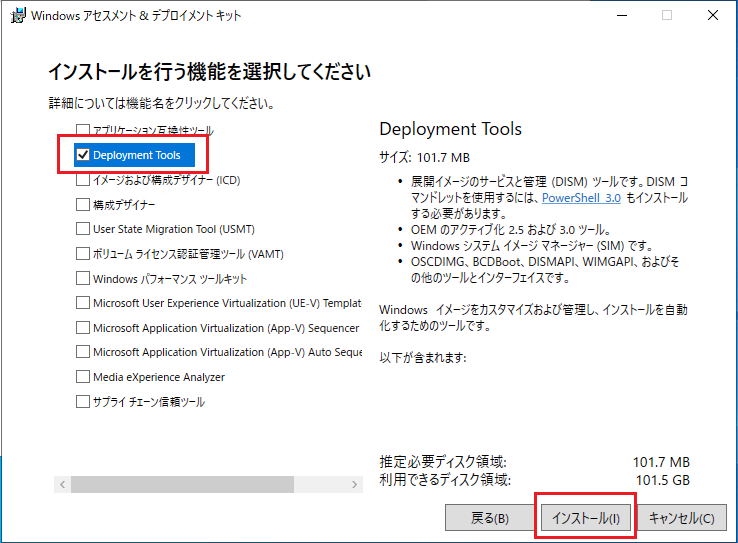 Windows アセスメント & デプロイメント キット
インストールを行う機能を選択してください
詳細については機能名をクリックしてください。
アプリケーション互換性ツール
Deployment Tools
イメージおよび構成デザイナー (ICD)
構成デザイナー
User State Migration Tool (USMT)
ボリューム ライセンス認証管理ツール (VAMT)
Windows パフォーマンス ツールキット
Microsoft User Experience Virtualization (UE-V) Templat
Microsoft Application Virtualization (App-V) Sequencer
Microsoft Application Virtualization (App-V) Auto Seque
Media eXperience Analyzer
サプライ チェーン信頼ツール
Deployment Tools
サイズ: 101.7 MB
• 展開イメージのサービスと管理 (DISM) ツールです。DISM コ
マンドレットを使用するには、PowerShell 3.0 もインストール
する必要があります。
• OEM のアクティブ化 2.5 および 3.0 ツール。
• Windows システム イメージ マネージャー (SIM) です。
• OSCDIMG、BCDBoot、DISMAPI、WIMGAPI、およびそ
の他のツールとインターフェイスです。
Windows イメージをカスタマイズおよび管理し、インストールを自動
化するためのツールです。
以下が含まれます:
推定必要ディスク領域: 101.7 MB
利用できるディスク領域: 101.5 GB
戻る(B) インストール(I) キャンセル(C)